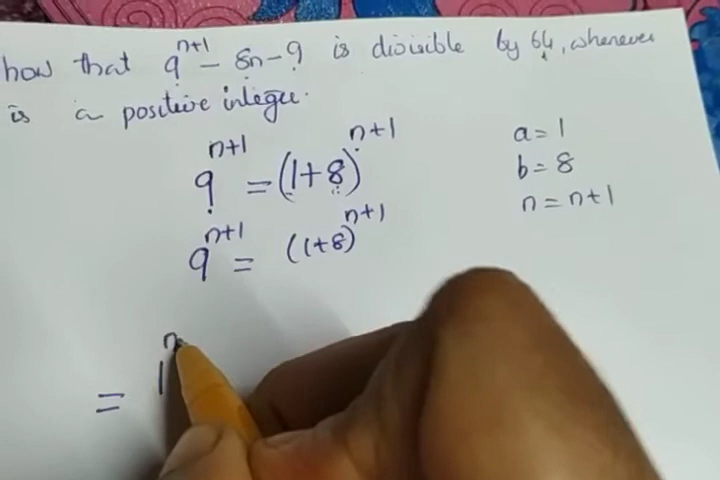 how that 9^{n+1} - 8n - 9 is divisible by 64, whenever
is a positive integer.
9^{n+1} = (1+8)^{n+1}
a = 1
b = 8
n = n+1
9^{n+1} = (1+8)^{n+1}
= 1^n